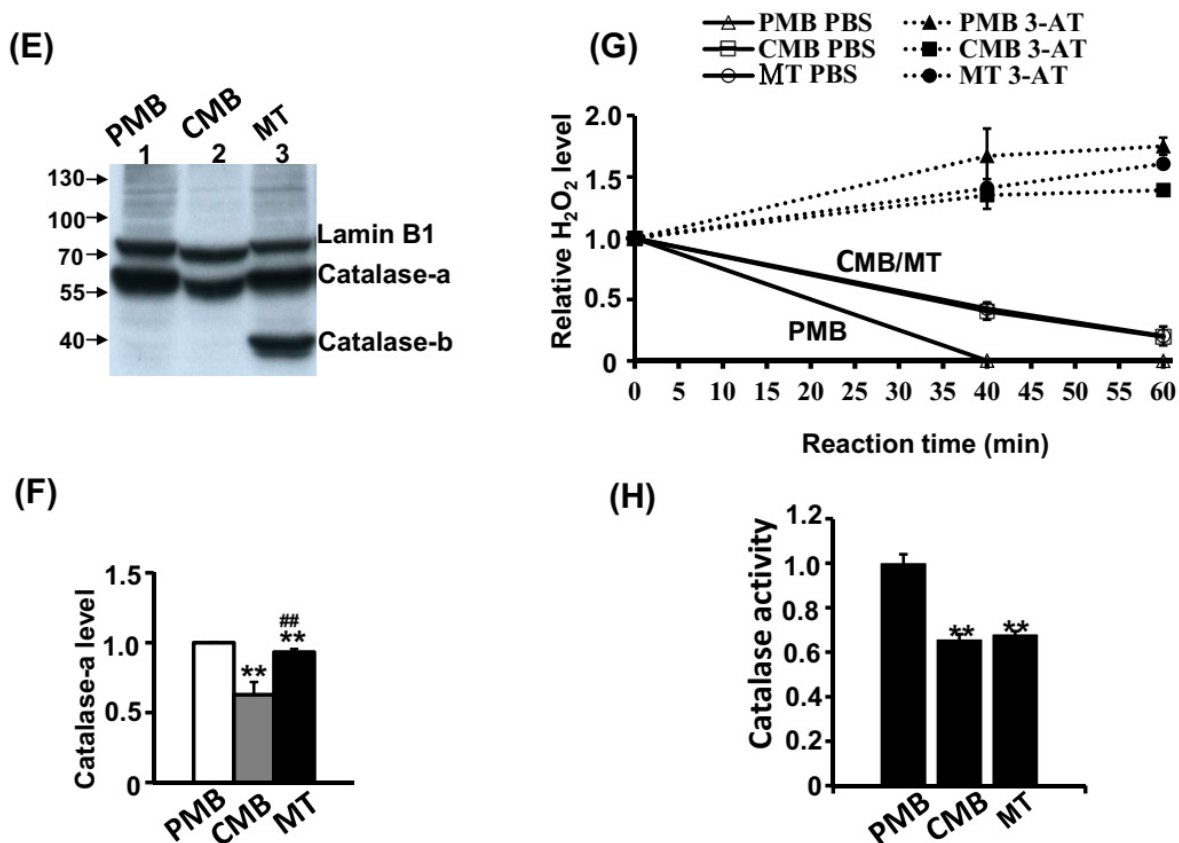 (E)
PMB CMB MT
1 2 3
130
100
70
55
40
Lamin B1
Catalase-a
Catalase-b
(G)
PMB PBS PMB 3-AT
CMB PBS CMB 3-AT
MT PBS MT 3-AT
Relative H₂O₂ level
2.0
1.5
1.0
0.5
0
CMB/MT
PMB
0 5 10 15 20 25 30 35 40 45 50 55 60
Reaction time (min)
(F)
Catalase-a level
1.5
1.0
0.5
0
**
##
**
PMB CMB MT
(H)
Catalase activity
1.2
1.0
0.8
0.6
0.4
0.2
0
** **
PMB CMB MT